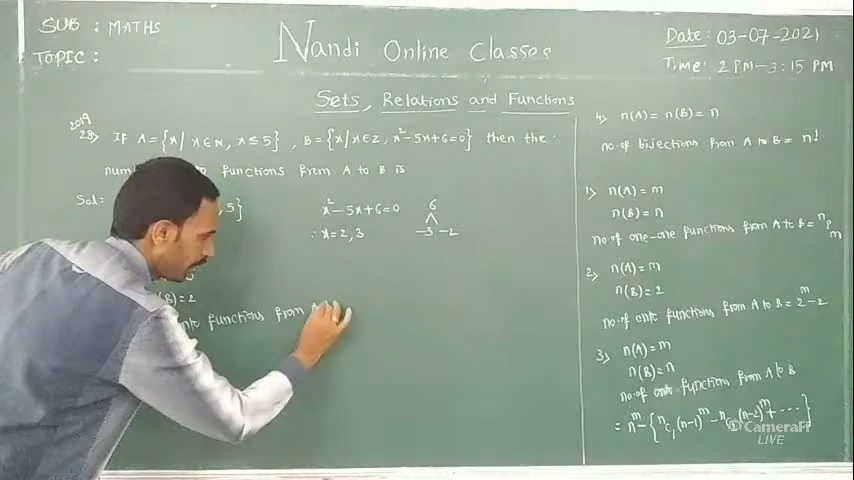 SUB : MATHS
TOPIC :
Nandi Online Classes
Date: 03-07-2021
Time: 2 PM-3:15 PM
Sets, Relations and Functions
2019
28) If A={x/ x∈N, x≤5}, B={x/x∈Z, x²-5x+6=0} then the
functions from A to B is
Sol:
, 5}
x²-5x+6=0
6
∴ x=2,3
-3 -2
(B)=2
onto functions from A
4) n(A) = n(B) = n
no.of bijections from A to B = n!
1) n(A) = m
n(B) = n
no.of one-one functions from A to B = ⁿPₘ
2) n(A) = m
n(B) = 2
no.of onto functions from A to B = 2ᵐ-2
3) n(A) = m
n(B) = n
no.of onto function from A to B
= nᵐ-{ⁿC₁(n-1)ᵐ-ⁿC₂(n-2)ᵐ+....}
CameraFi
LIVE